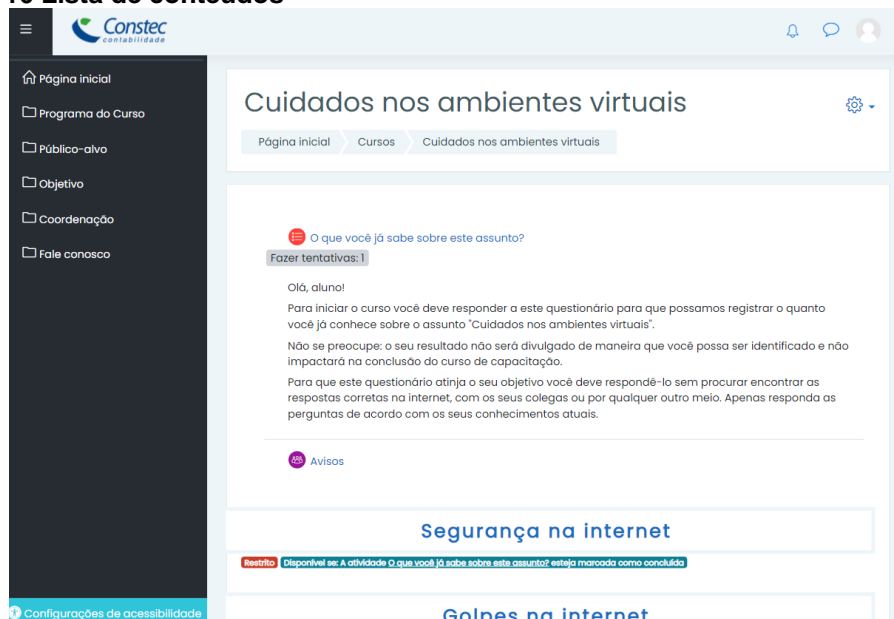 Constec
contabilidade
Página inicial
Programa do Curso
Público-alvo
Objetivo
Coordenação
Fale conosco
Configurações de acessibilidade
Cuidados nos ambientes virtuais
Página inicial Cursos Cuidados nos ambientes virtuais
O que você já sabe sobre este assunto?
Fazer tentativas: 1
Olá, aluno!
Para iniciar o curso você deve responder a este questionário para que possamos registrar o quanto
você já conhece sobre o assunto "Cuidados nos ambientes virtuais".
Não se preocupe: o seu resultado não será divulgado de maneira que você possa ser identificado e não
impactará na conclusão do curso de capacitação.
Para que este questionário atinja o seu objetivo você deve respondê-lo sem procurar encontrar as
respostas corretas na internet, com os seus colegas ou por qualquer outro meio. Apenas responda as
perguntas de acordo com os seus conhecimentos atuais.
Avisos
Segurança na internet
Restrito Disponível se: A atividade O que você já sabe sobre este assunto? esteja marcada como concluída
Golpes na internet